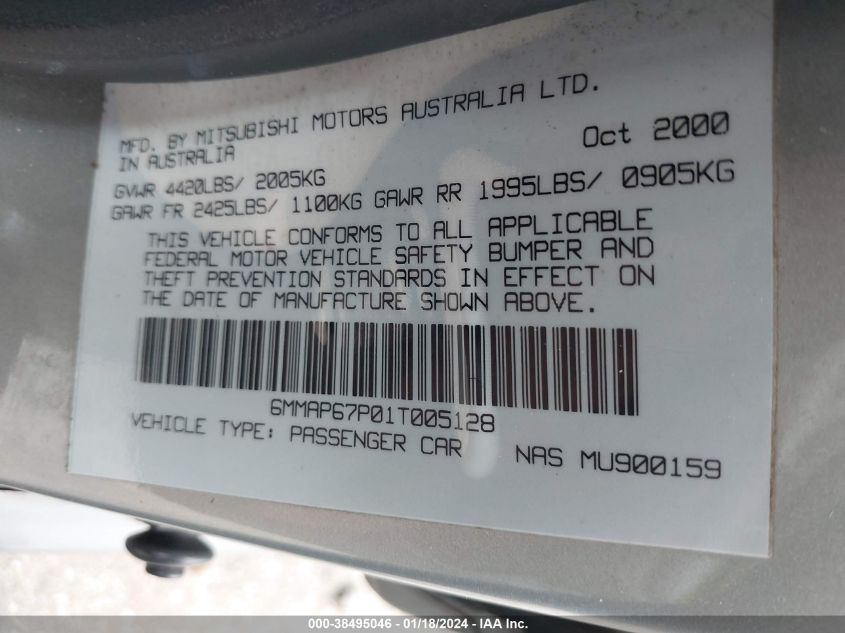 MFD. BY MITSUBISHI MOTORS AUSTRALIA LTD.
IN AUSTRALIA Oct 2000
GVWR 4420LBS/ 2005KG
GAWR FR 2425LBS/ 1100KG GAWR RR 1995LBS/ 0905KG
THIS VEHICLE CONFORMS TO ALL APPLICABLE
FEDERAL MOTOR VEHICLE SAFETY BUMPER AND
THEFT PREVENTION STANDARDS IN EFFECT ON
THE DATE OF MANUFACTURE SHOWN ABOVE.
6MMAP67P01T005128
VEHICLE TYPE: PASSENGER CAR NAS MU900159
000-38495046 - 01/18/2024 - IAA Inc.